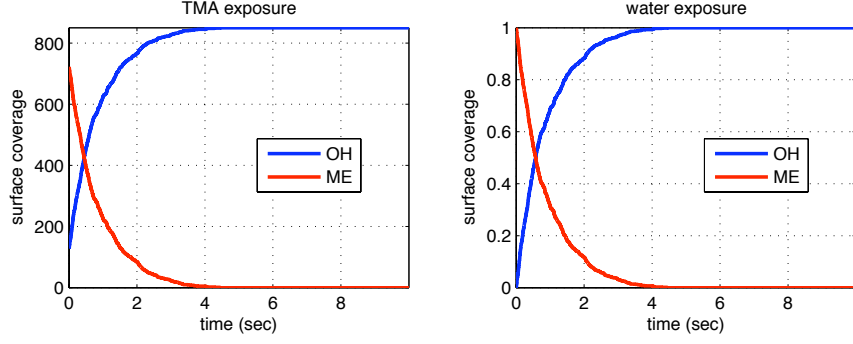 TMA exposure
800
600
400
200
0
0
2
4
6
8
surface coverage
time (sec)
OH
ME
water exposure
1
0.8
0.6
0.4
0.2
0
0
2
4
6
8
surface coverage
time (sec)
OH
ME